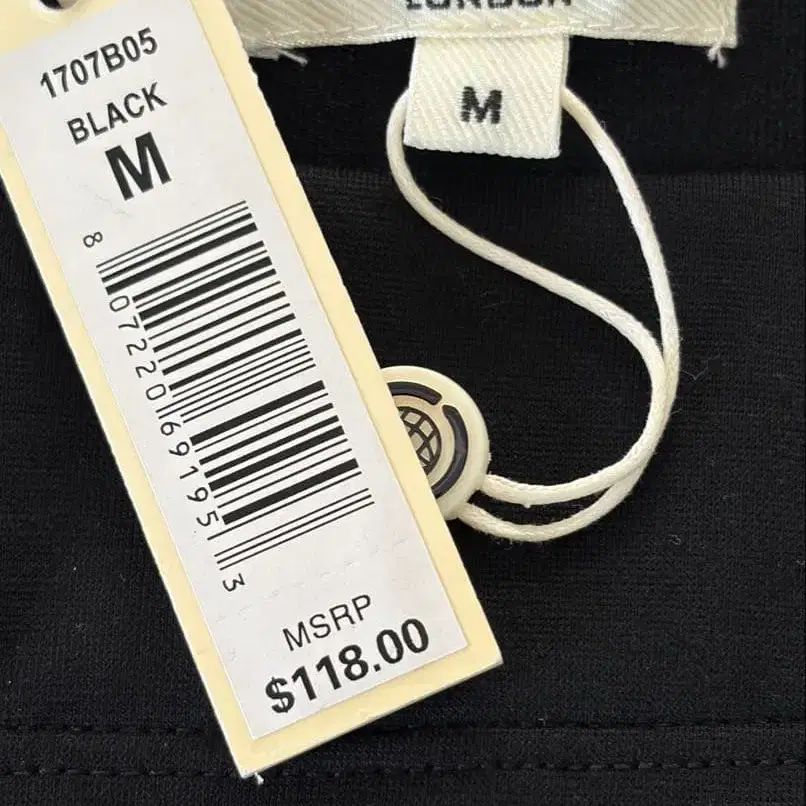 LONDON
M
1707B05
BLACK
M
8 07220 69195 3
MSRP
$118.00